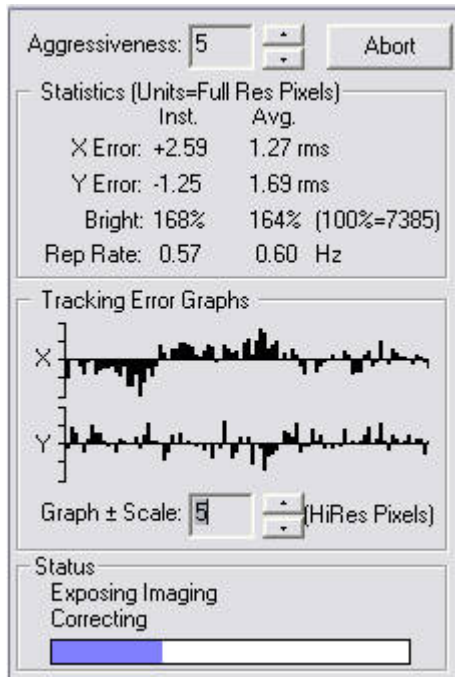 Aggressiveness: 5 Abort
Statistics (Units=Full Res Pixels)
Inst. Avg.
X Error: +2.59 1.27 rms
Y Error: -1.25 1.69 rms
Bright: 168% 164% (100%=7385)
Rep Rate: 0.57 0.60 Hz
Tracking Error Graphs
X
Y
Graph ± Scale: 5 (HiRes Pixels)
Status
Exposing Imaging
Correcting